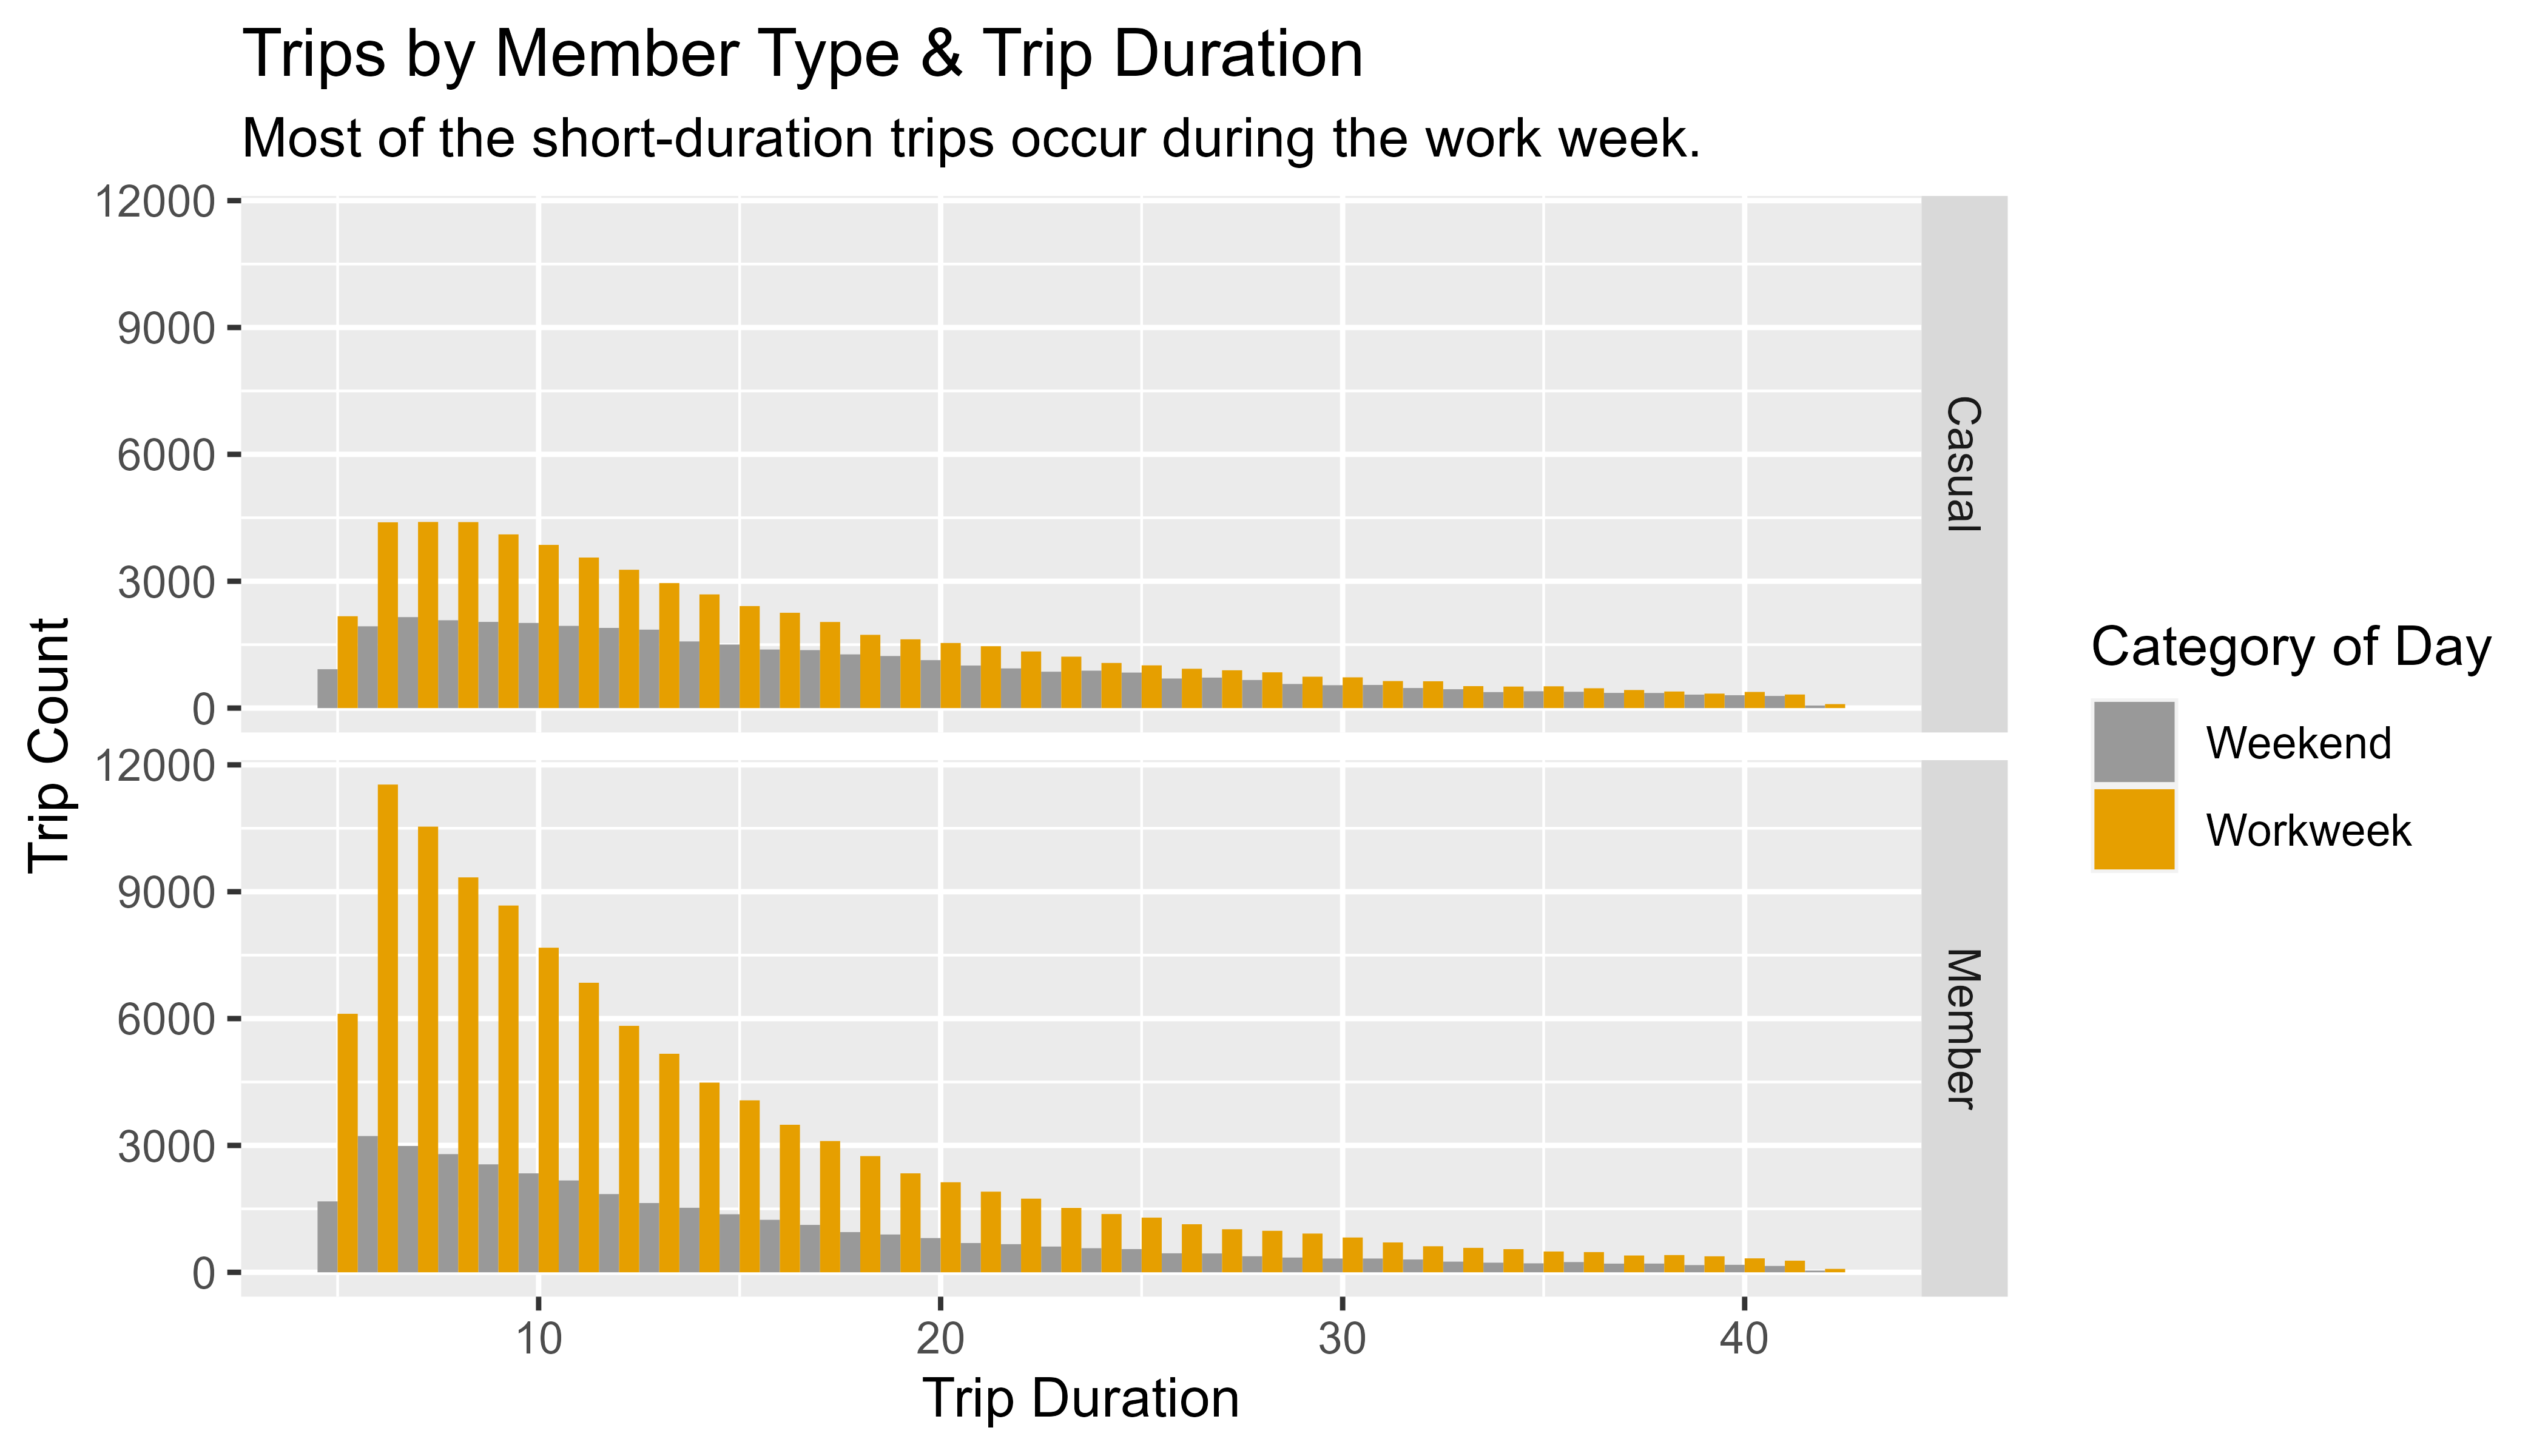 Trips by Member Type & Trip Duration
Most of the short-duration trips occur during the work week.
Trip Count
12000
9000
6000
3000
0
Casual
12000
9000
6000
3000
0
Member
10 20 30 40
Trip Duration
Category of Day
Weekend
Workweek